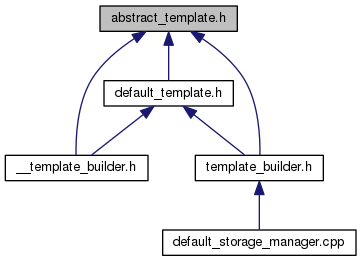 abstract_template.h
default_template.h
__template_builder.h
template_builder.h
default_storage_manager.cpp